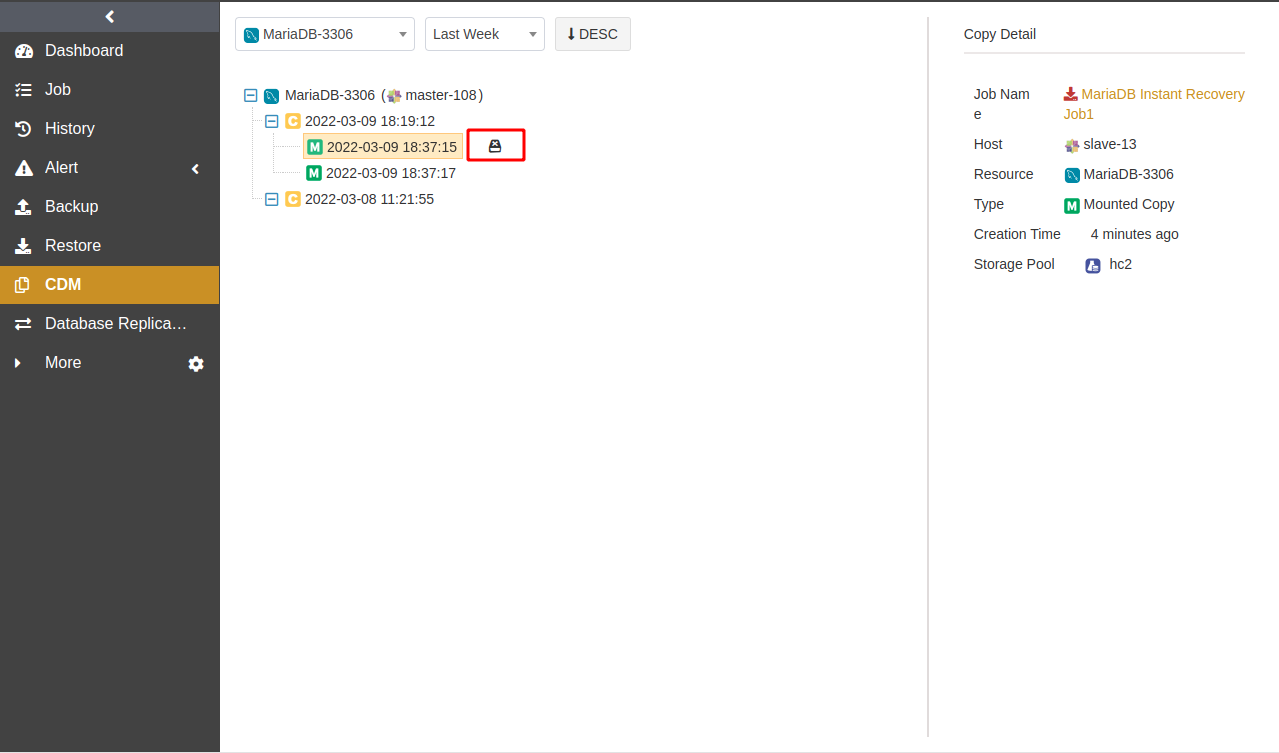 Dashboard
Job
History
Alert
Backup
Restore
CDM
Database Replica…
More
MariaDB-3306
Last Week
DESC
MariaDB-3306 (master-108)
C 2022-03-09 18:19:12
M 2022-03-09 18:37:15
M 2022-03-09 18:37:17
C 2022-03-08 11:21:55
Copy Detail
Job Nam
e
MariaDB Instant Recovery
Job1
Host slave-13
Resource MariaDB-3306
Type M Mounted Copy
Creation Time 4 minutes ago
Storage Pool hc2